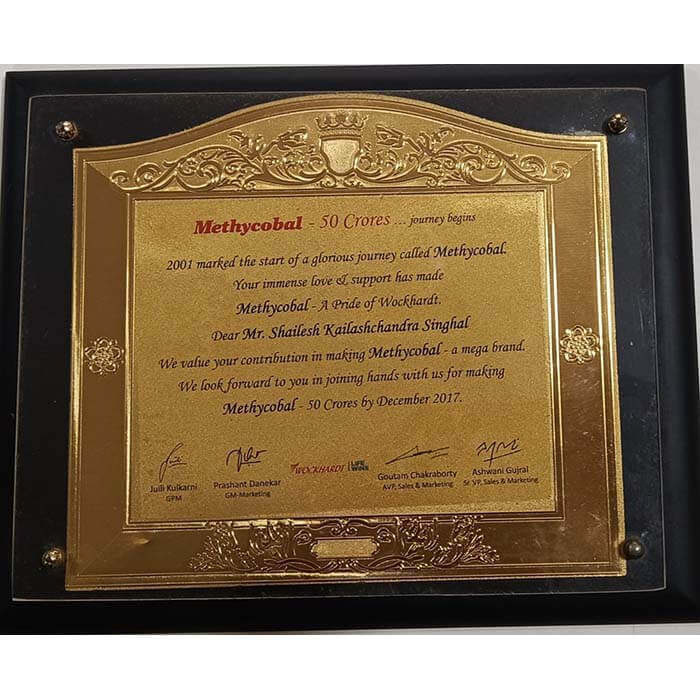 Methycobal - 50 Crores ... journey begins
2001 marked the start of a glorious journey called Methycobal.
Your immense love & support has made
Methycobal - A Pride of Wockhardt.
Dear Mr. Shailesh Kailashchandra Singhal
We value your contribution in making Methycobal - a mega brand.
We look forward to you in joining hands with us for making
Methycobal - 50 Crores by December 2017.
Juili Kulkarni
GPM
Prashant Danekar
GM-Marketing
WOCKHARDT LIFE WINS
Goutam Chakraborty
AVP, Sales & Marketing
Ashwani Gujral
Sr. VP, Sales & Marketing